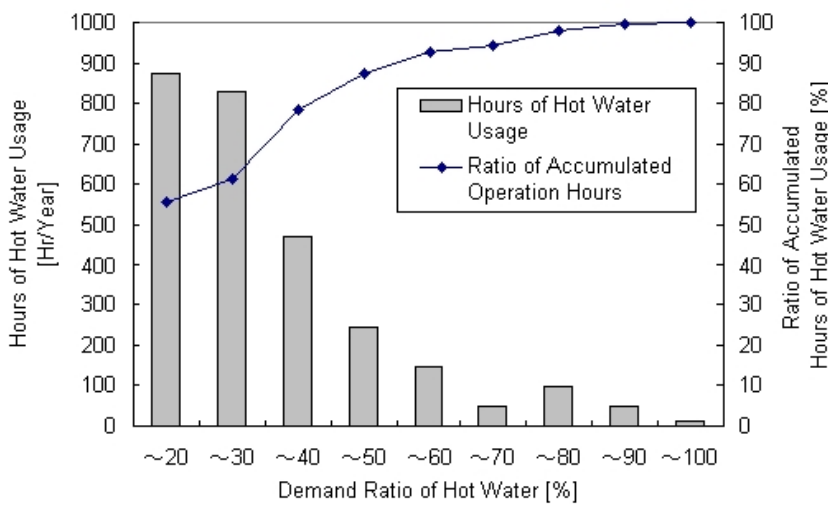 Hours of Hot Water Usage
[Hr/Year]
1000
900
800
700
600
500
400
300
200
100
0
Hours of Hot Water
Usage
Ratio of Accumulated
Operation Hours
100
90
80
70
60
50
40
30
20
10
0
Ratio of Accumulated
Hours of Hot Water Usage [%]
～20 ～30 ～40 ～50 ～60 ～70 ～80 ～90 ～100
Demand Ratio of Hot Water [%]